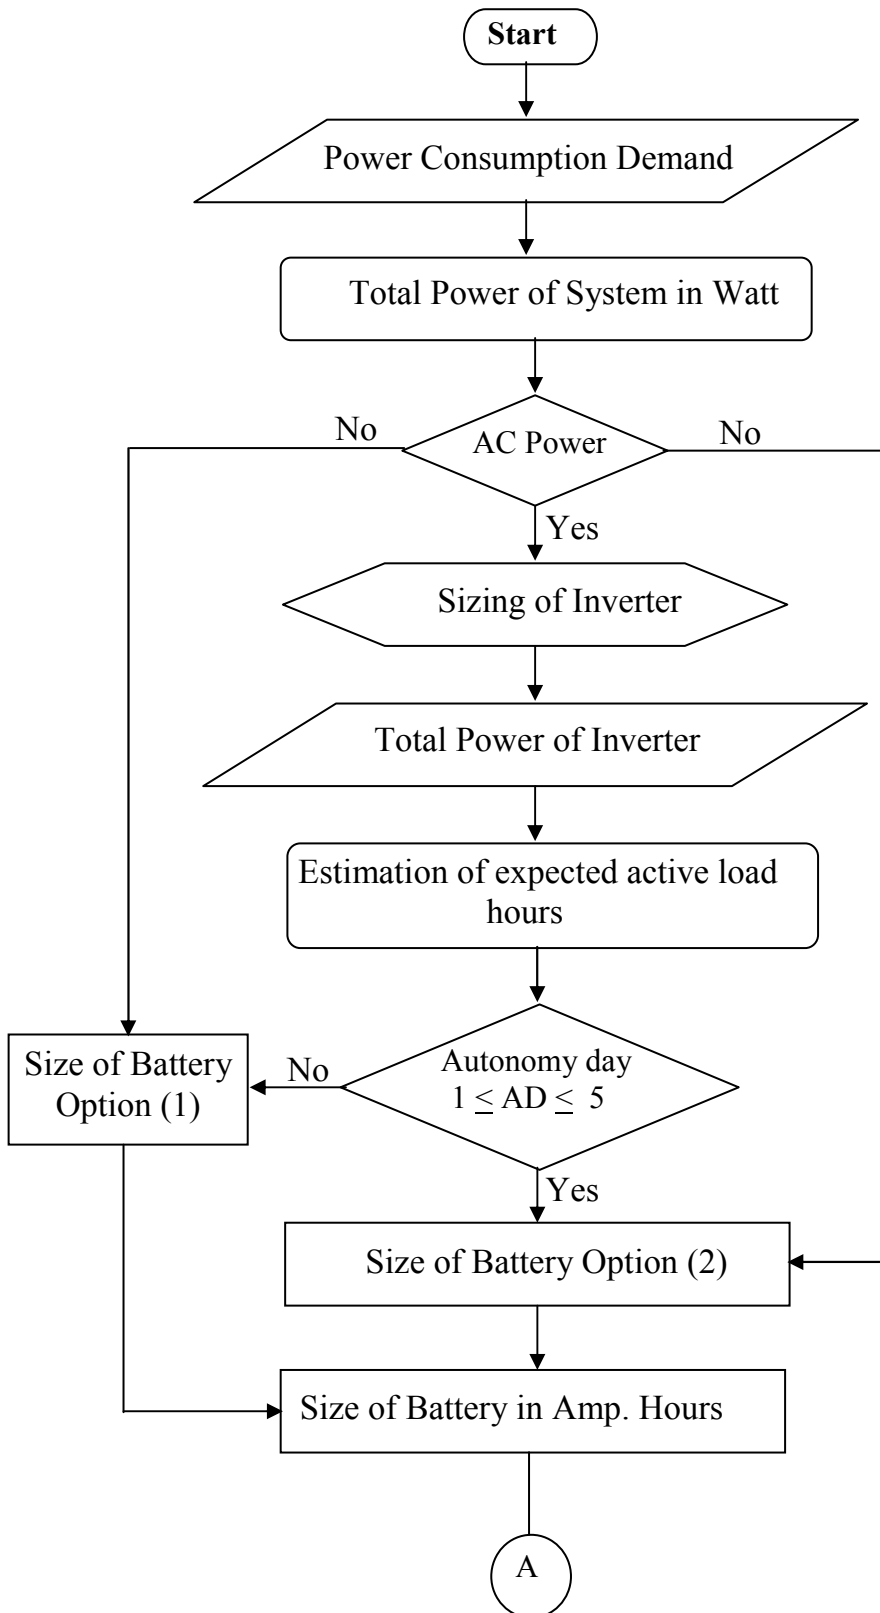 Start
Power Consumption Demand
Total Power of System in Watt
No
AC Power
No
Yes
Sizing of Inverter
Total Power of Inverter
Estimation of expected active load
hours
Size of Battery
Option (1)
No
Autonomy day
1 ≤ AD ≤ 5
Yes
Size of Battery Option (2)
Size of Battery in Amp. Hours
A